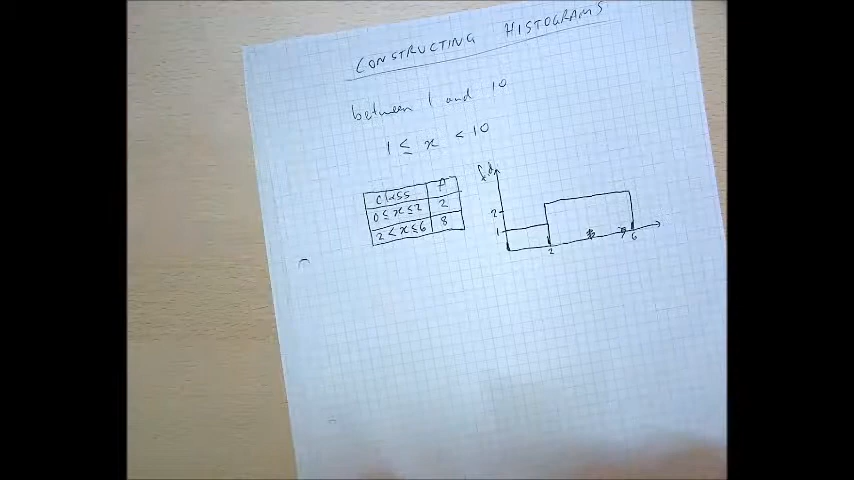 CONSTRUCTING HISTOGRAMS
between 1 and 10
1 ≤ x < 10
class
0 ≤ x ≤ 2 2
2 < x ≤ 6 8
fd
2
1
2 6